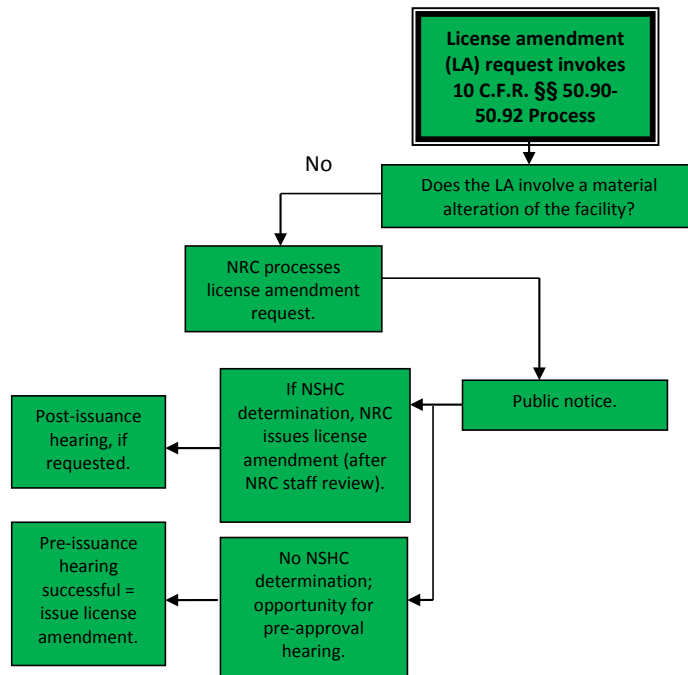 License amendment
(LA) request invokes
10 C.F.R. §§ 50.90-
50.92 Process
No
Does the LA involve a material
alteration of the facility?
NRC processes
license amendment
request.
Public notice.
If NSHC
determination, NRC
issues license
amendment (after
NRC staff review).
Post-issuance
hearing, if
requested.
No NSHC
determination;
opportunity for
pre-approval
hearing.
Pre-issuance
hearing
successful =
issue license
amendment.